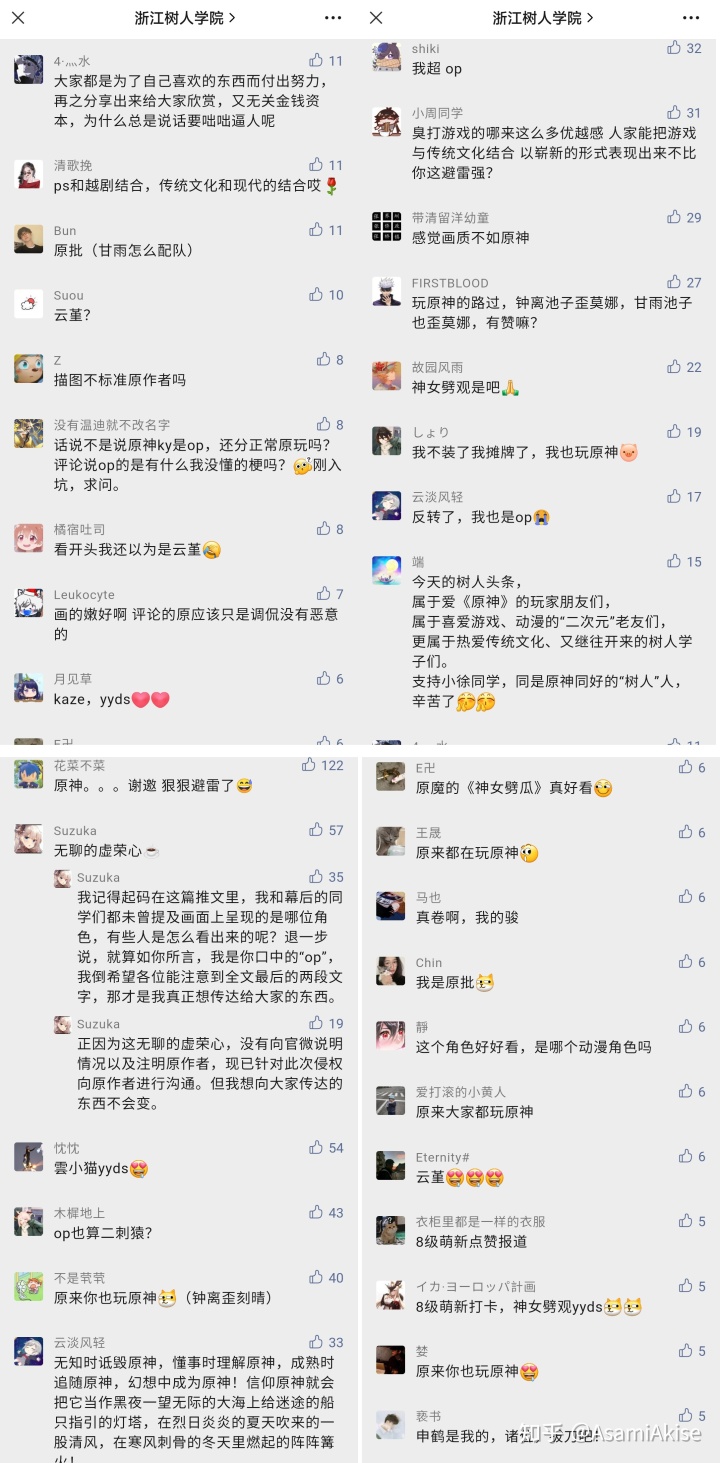 浙江树人学院
4·灬水
11
大家都是为了自己喜欢的东西而付出努力，
再之分享出来给大家欣赏，又无关金钱资
本，为什么总是说话要咄咄逼人呢
清歌挽
11
ps和越剧结合，传统文化和现代的结合哎🌹
Bun
11
原批（甘雨怎么配队）
Suou
10
云堇？
Z
8
描图不标准原作者吗
没有温迪就不改名字
8
话说不是说原神ky是op，还分正常原玩吗？
评论说op的是有什么我没懂的梗吗？刚入
坑，求问。
橘宿吐司
8
看开头我还以为是云堇
Leukocyte
7
画的嫩好啊 评论的原应该只是调侃没有恶意
的
月见草
6
kaze，yyds
浙江树人学院
shiki
32
我超 op
小周同学
31
臭打游戏的哪来这么多优越感 人家能把游戏
与传统文化结合 以崭新的形式表现出来不比
你这避雷强？
带清留洋幼童
29
感觉画质不如原神
FIRSTBLOOD
27
玩原神的路过，钟离池子歪莫娜，甘雨池子
也歪莫娜，有赞嘛？
故园风雨
22
神女劈观是吧🙏
しょり
19
我不装了我摊牌了，我也玩原神
云淡风轻
17
反转了，我也是op
端
15
今天的树人头条，
属于爱《原神》的玩家朋友们，
属于喜爱游戏、动漫的“二次元”老友们，
更属于热爱传统文化、又继往开来的树人学
子们。
支持小徐同学，同是原神同好的“树人”人，
辛苦了
花菜不菜
122
原神。。。谢邀 狠狠避雷了
Suzuka
57
无聊的虚荣心
Suzuka
35
我记得起码在这篇推文里，我和幕后的同
学们都未曾提及画面上呈现的是哪位角
色，有些人是怎么看出来的呢？退一步
说，就算如你所言，我是你口中的“op”，
我倒希望各位能注意到全文最后的两段文
字，那才是我真正想传达给大家的东西。
Suzuka
19
正因为这无聊的虚荣心，没有向官微说明
情况以及注明原作者，现已针对此次侵权
向原作者进行沟通。但我想向大家传达的
东西不会变。
忱忱
54
雲小猫yyds
木樨地上
43
op也算二刺猿？
不是茕茕
40
原来你也玩原神（钟离歪刻晴）
云淡风轻
33
无知时诋毁原神，懂事时理解原神，成熟时
追随原神，幻想中成为原神！信仰原神就会
把它当作黑夜一望无际的大海上给迷途的船
只指引的灯塔，在烈日炎炎的夏天吹来的一
股清风，在寒风刺骨的冬天里燃起的阵阵篝
火！
E卍
6
原魔的《神女劈瓜》真好看
王晟
6
原来都在玩原神
马也
6
真卷啊，我的骏
Chin
6
我是原批
靜
6
这个角色好好看，是哪个动漫角色吗
爱打滚的小黄人
6
原来大家都玩原神
Eternity#
6
云堇
衣柜里都是一样的衣服
5
8级萌新点赞报道
イカ·ヨーロッパ計画
5
8级萌新打卡，神女劈观yyds
婪
5
原来你也玩原神
亵书
5
申鹤是我的，诸位，拔刀吧！
知乎 @AsamiAkise